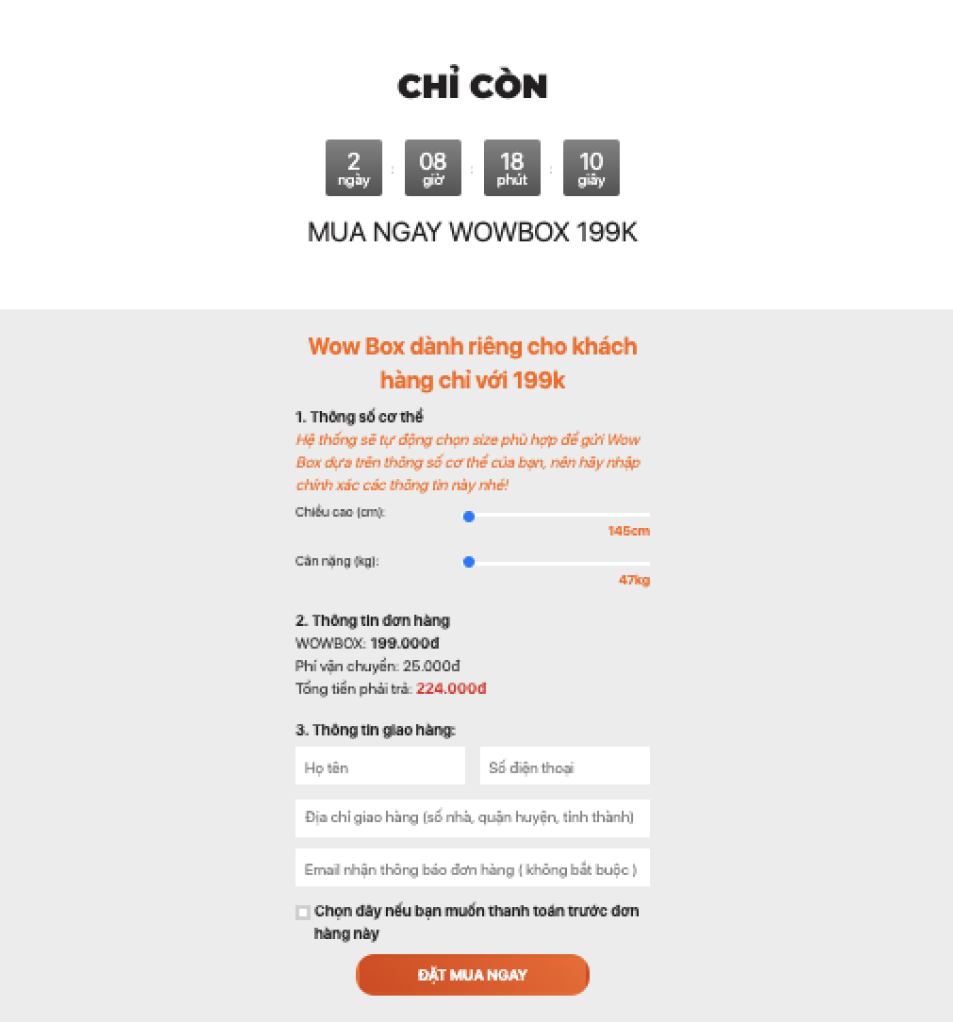 CHỈ CÒN
2 : 08 : 18 : 10
ngày giờ phút giây
MUA NGAY WOWBOX 199K
Wow Box dành riêng cho khách
hàng chỉ với 199k
1. Thông số cơ thể
Hệ thống sẽ tự động chọn size phù hợp để gửi Wow
Box dựa trên thông số cơ thể của bạn, nên hãy nhập
chính xác các thông tin này nhé!
Chiều cao (cm):
145cm
Cân nặng (kg):
47kg
2. Thông tin đơn hàng
WOWBOX: 199.000đ
Phí vận chuyển: 25.000đ
Tổng tiền phải trả: 224.000đ
3. Thông tin giao hàng:
Họ tên Số điện thoại
Địa chỉ giao hàng (số nhà, quận huyện, tỉnh thành)
Email nhận thông báo đơn hàng ( không bắt buộc )
Chọn đây nếu bạn muốn thanh toán trước đơn
hàng này
ĐẶT MUA NGAY